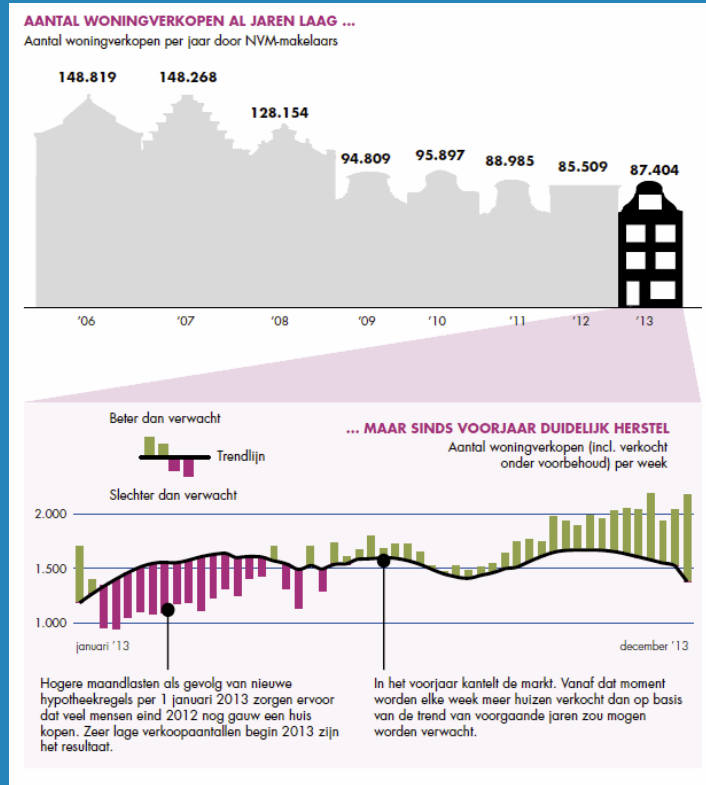 AANTAL WONINGVERKOPEN AL JAREN LAAG ...
Aantal woningverkopen per jaar door NVM-makelaars
148.819
148.268
128.154
94.809
95.897
88.985
85.509
87.404
'06
'07
'08
'09
'10
'11
'12
'13
Beter dan verwacht
Trendlijn
Slechter dan verwacht
... MAAR SINDS VOORJAAR DUIDELIJK HERSTEL
Aantal woningverkopen (incl. verkocht
onder voorbehoud) per week
2.000
1.500
1.000
januari '13
december '13
Hogere maandlasten als gevolg van nieuwe
hypotheekregels per 1 januari 2013 zorgen ervoor
dat veel mensen eind 2012 nog gauw een huis
kopen. Zeer lage verkoopaantallen begin 2013 zijn
het resultaat.
In het voorjaar kantelt de markt. Vanaf dat moment
worden elke week meer huizen verkocht dan op basis
van de trend van voorgaande jaren zou mogen
worden verwacht.